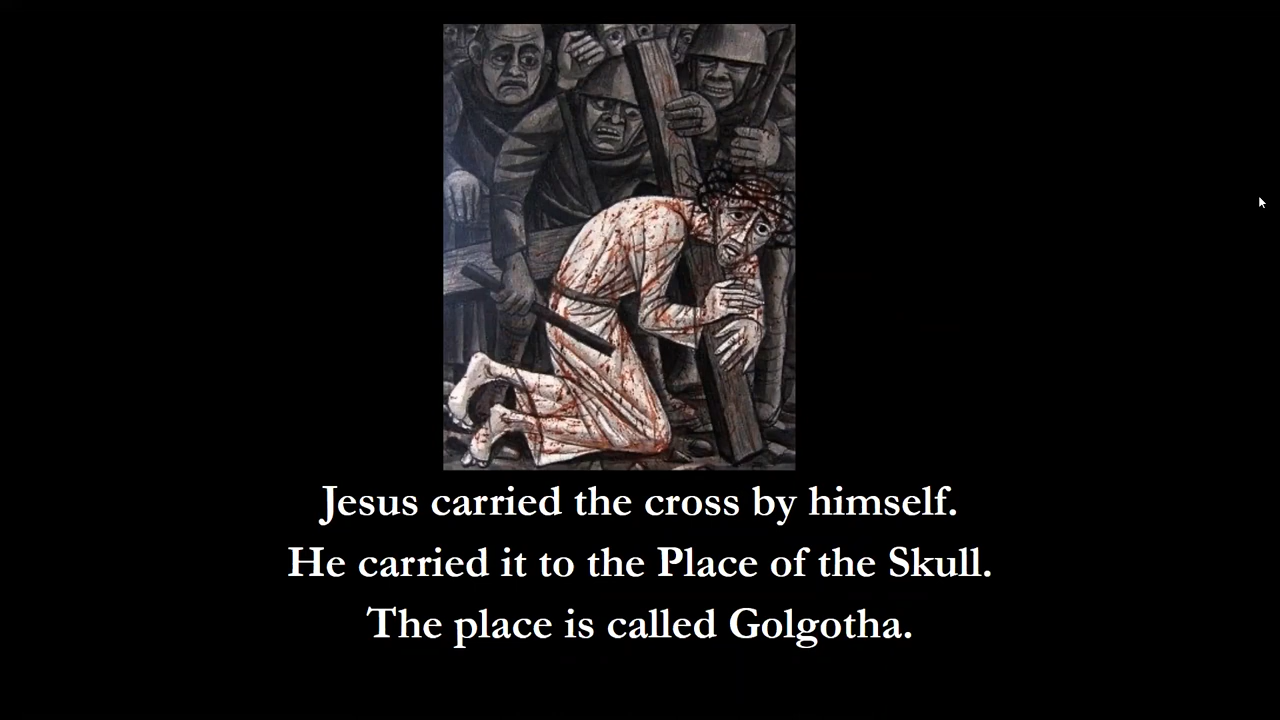 Jesus carried the cross by himself.
He carried it to the Place of the Skull.
The place is called Golgotha.